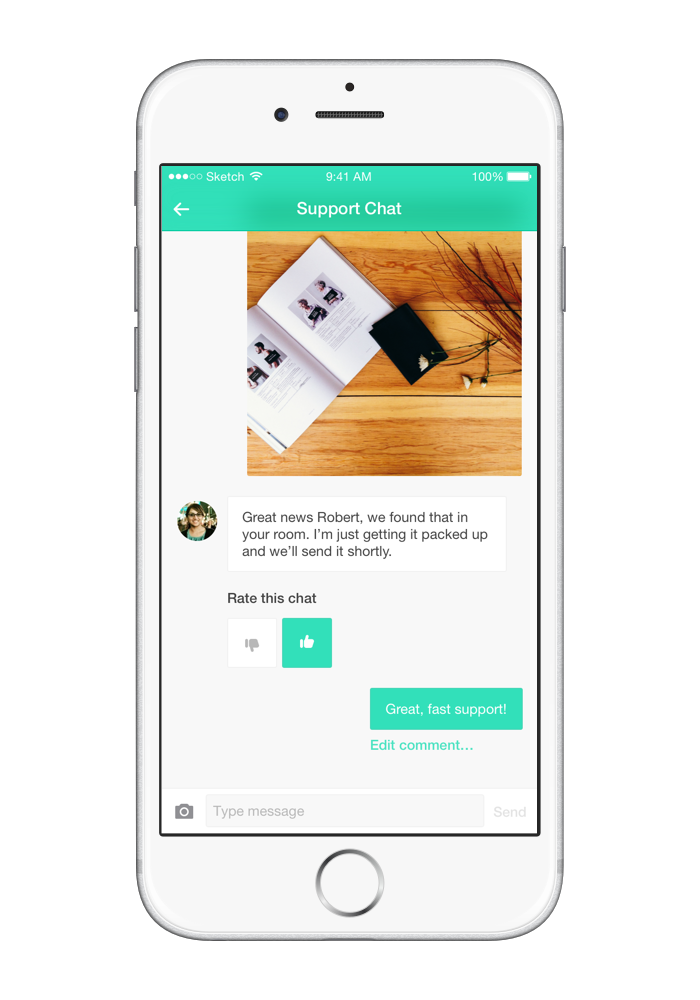 Sketch 9:41 AM 100%
Support Chat
Great news Robert, we found that in
your room. I’m just getting it packed up
and we’ll send it shortly.
Rate this chat
Great, fast support!
Edit comment…
Type message Send